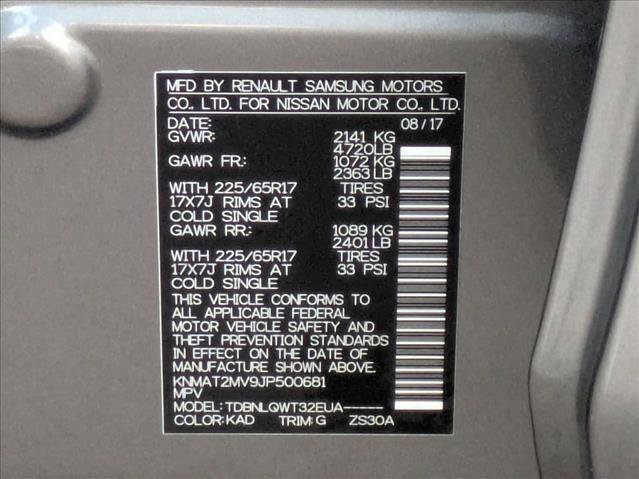 MFD BY RENAULT SAMSUNG MOTORS
CO., LTD. FOR NISSAN MOTOR CO., LTD.
DATE: 08/17
GVWR: 2141 KG
4720LB
GAWR FR: 1072 KG
2363LB
WITH 225/65R17 TIRES
17X7J RIMS AT 33 PSI
COLD SINGLE
GAWR RR: 1089 KG
2401LB
WITH 225/65R17 TIRES
17X7J RIMS AT 33 PSI
COLD SINGLE
THIS VEHICLE CONFORMS TO
ALL APPLICABLE FEDERAL
MOTOR VEHICLE SAFETY AND
THEFT PREVENTION STANDARDS
IN EFFECT ON THE DATE OF
MANUFACTURE SHOWN ABOVE.
KNMAT2MV9JP500681
MPV
MODEL: TDBNLQWT32EUA-----
COLOR: KAD TRIM: G ZS30A